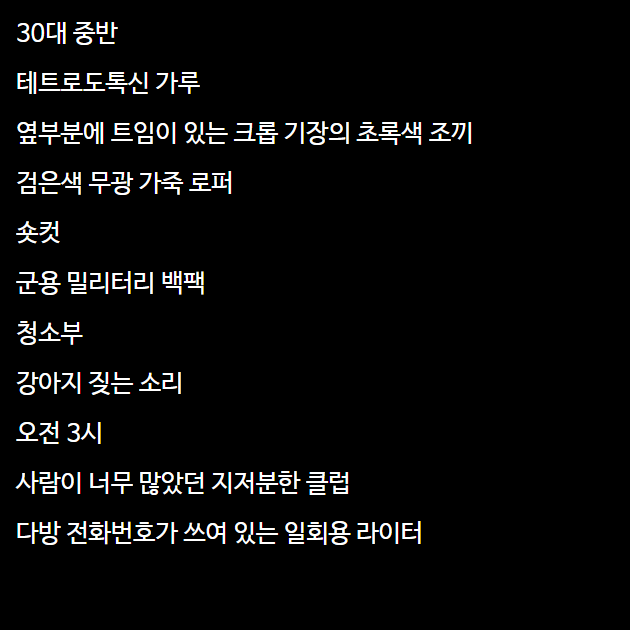 30대 중반
테트로도톡신 가루
옆부분에 트임이 있는 크롭 기장의 초록색 조끼
검은색 무광 가죽 로퍼
숏컷
군용 밀리터리 백팩
청소부
강아지 짖는 소리
오전 3시
사람이 너무 많았던 지저분한 클럽
다방 전화번호가 쓰여 있는 일회용 라이터